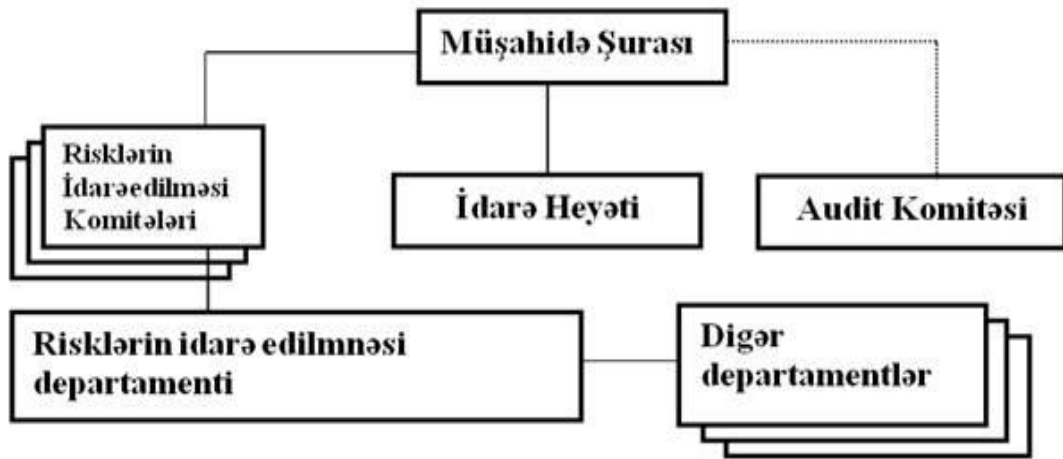 Müşahidə Şurası
Risklərin
İdarəedilməsi
Komitələri
İdarə Heyəti
Audit Komitəsi
Risklərin idarə edilmnəsi
departamenti
Digər
departamentlər